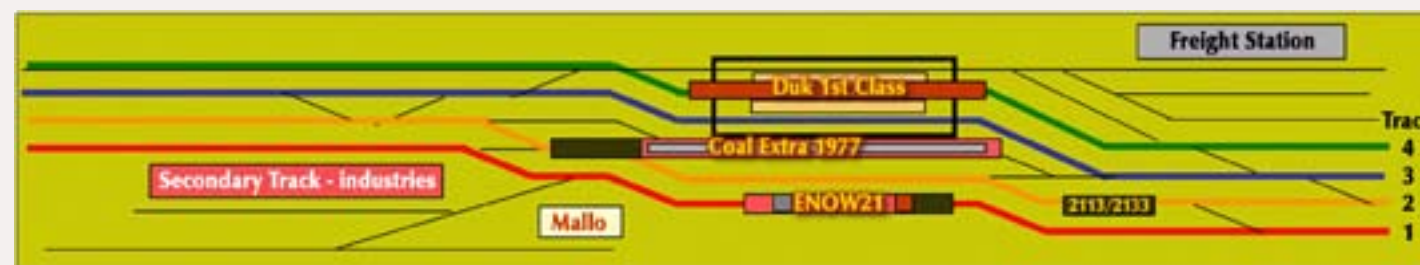 Freight Station
Duk 1st Class
Trac
Coal Extra 1977
4
Secondary Track - industries
3
ENOW21
2113/2133
2
Mallo
1